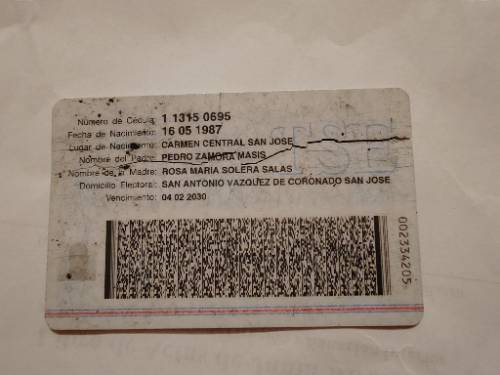 Número de Cédula: 1 1315 0695
Fecha de Nacimiento: 16 05 1987
Lugar de Nacimiento: CARMEN CENTRAL SAN JOSE
Nombre del Padre: PEDRO ZAMORA MASIS
Nombre de la Madre: ROSA MARIA SOLERA SALAS
Domicilio Electoral: SAN ANTONIO VAZQUEZ DE CORONADO SAN JOSE
Vencimiento: 04 02 2030
002334205
TSE